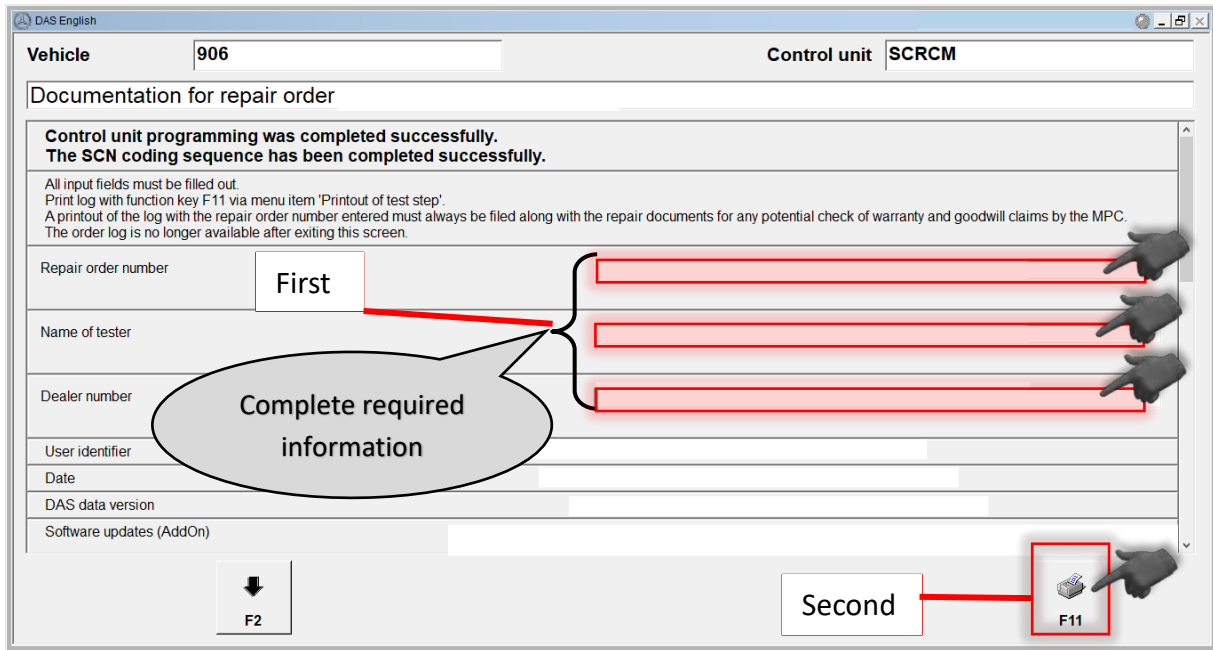 DAS English
Vehicle 906 Control unit SCRCM
Documentation for repair order
Control unit programming was completed successfully.
The SCN coding sequence has been completed successfully.
All input fields must be filled out.
Print log with function key F11 via menu item 'Printout of test step'.
A printout of the log with the repair order number entered must always be filed along with the repair documents for any potential check of warranty and goodwill claims by the MPC.
The order log is no longer available after exiting this screen.
Repair order number
First
Name of tester
Dealer number
Complete required
information
User identifier
Date
DAS data version
Software updates (AddOn)
Second
F2 F11